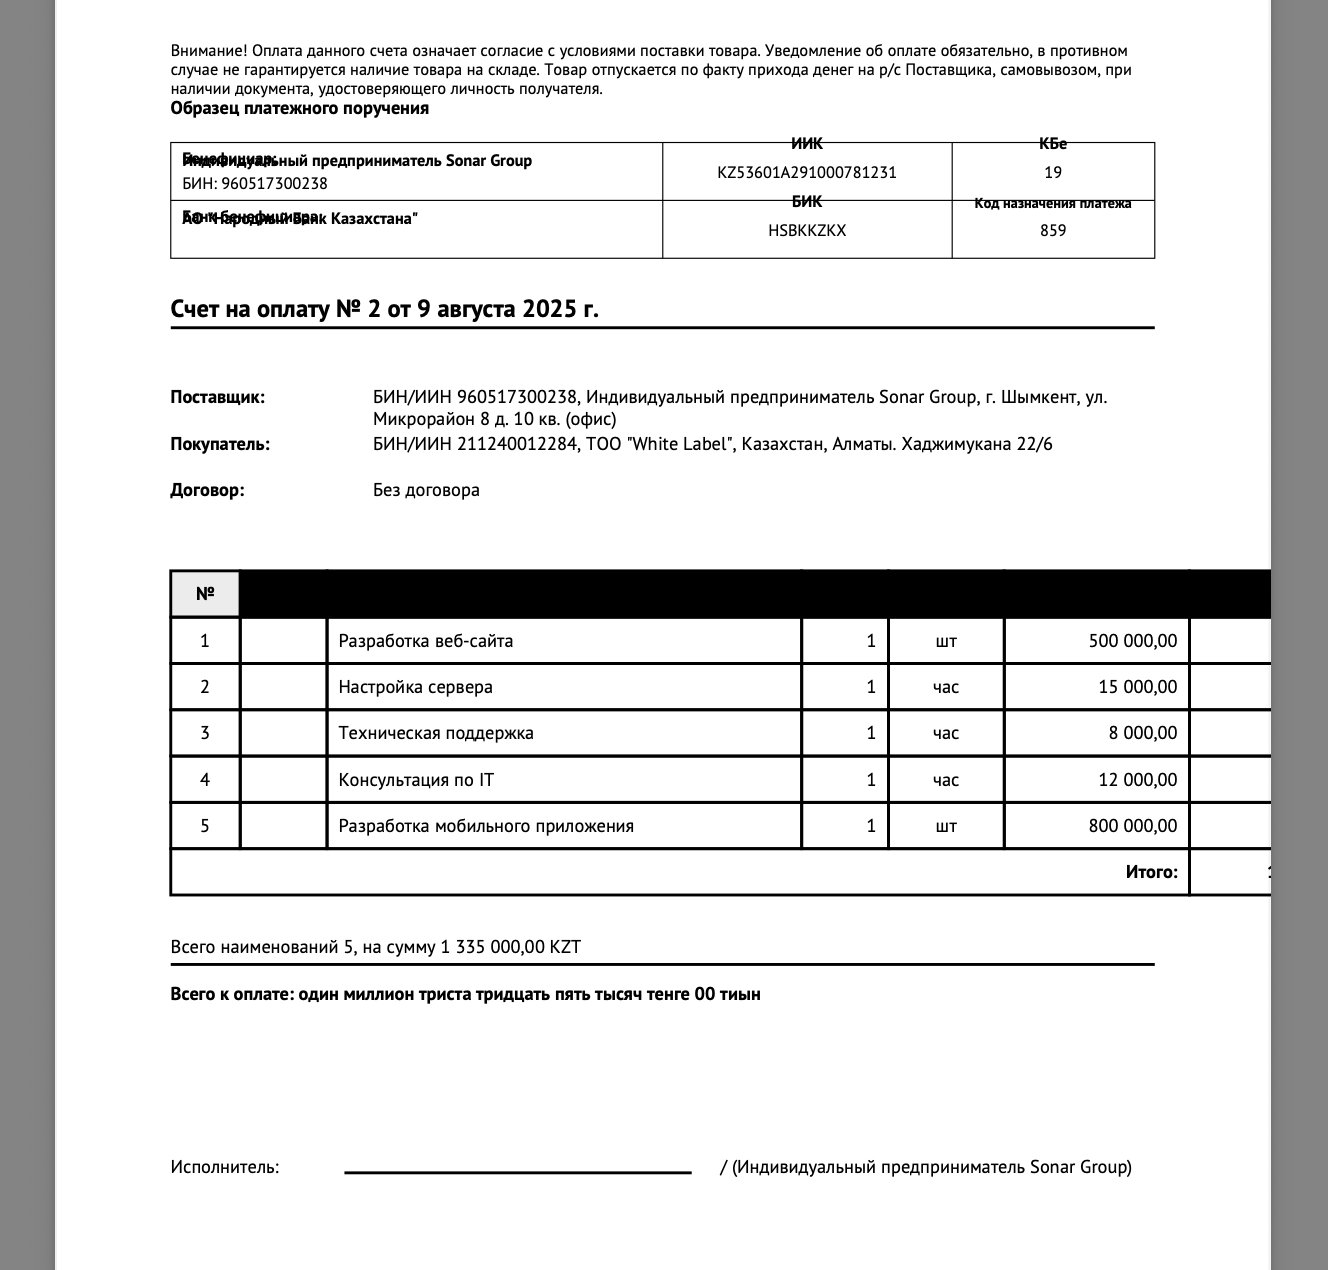 Внимание! Оплата данного счета означает согласие с условиями поставки товара. Уведомление об оплате обязательно, в противном
случае не гарантируется наличие товара на складе. Товар отпускается по факту прихода денег на р/с Поставщика, самовывозом, при
наличии документа, удостоверяющего личность получателя.
Образец платежного поручения
Бенефициар:
Индивидуальный предприниматель Sonar Group
БИН: 960517300238
ИИК
KZ53601A291000781231
КБе
19
Банк бенефициара:
АО "Народный Банк Казахстана"
БИК
HSBKKZKX
Код назначения платежа
859
Счет на оплату № 2 от 9 августа 2025 г.
Поставщик: БИН/ИИН 960517300238, Индивидуальный предприниматель Sonar Group, г. Шымкент, ул.
Микрорайон 8 д. 10 кв. (офис)
Покупатель: БИН/ИИН 211240012284, ТОО "White Label", Казахстан, Алматы. Хаджимукана 22/6
Договор: Без договора
№
1 Разработка веб-сайта 1 шт 500 000,00
2 Настройка сервера 1 час 15 000,00
3 Техническая поддержка 1 час 8 000,00
4 Консультация по IT 1 час 12 000,00
5 Разработка мобильного приложения 1 шт 800 000,00
Итого:
Всего наименований 5, на сумму 1 335 000,00 KZT
Всего к оплате: один миллион триста тридцать пять тысяч тенге 00 тиын
Исполнитель: / (Индивидуальный предприниматель Sonar Group)